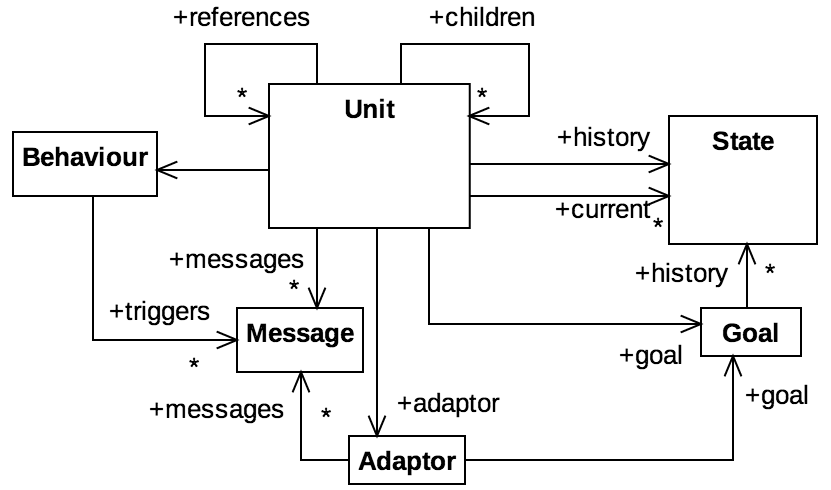 +references
+children
*
*
Unit
Behaviour
State
+history
+current
*
+messages
*
+history
*
+triggers
Message
Goal
*
+goal
+messages
*
+adaptor
+goal
Adaptor